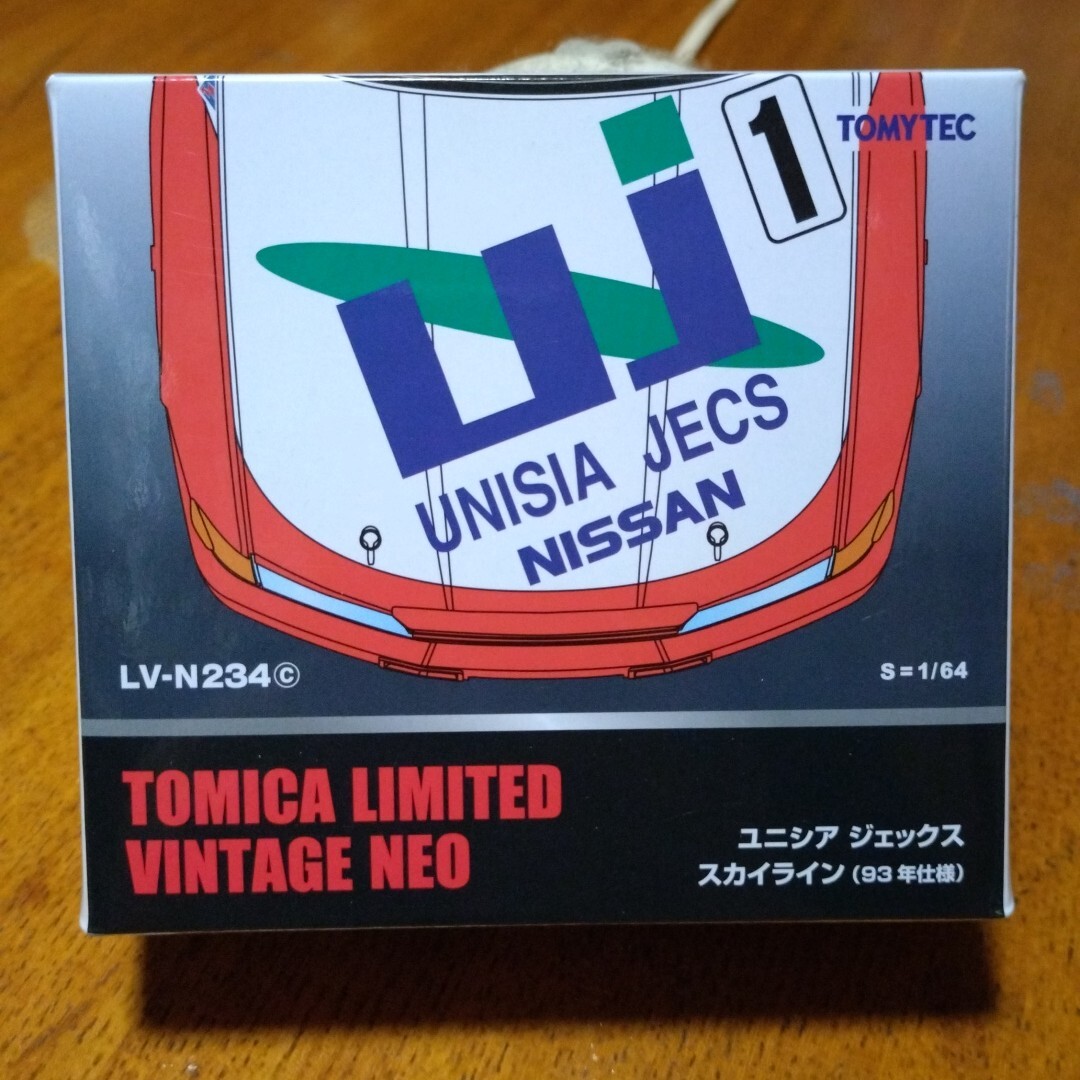 1
TOMYTEC
uj
UNISIA JECS
NISSAN
LV-N234©
S=1/64
TOMICA LIMITED
VINTAGE NEO
ユニシア ジェックス
スカイライン(93年仕様)